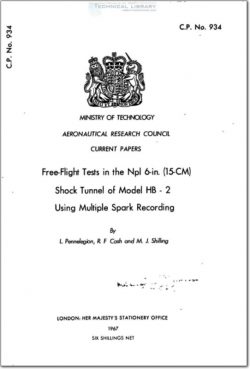 TECHNICAL LIBRARY
C.P. No. 934
C.P. No. 934
MINISTRY OF TECHNOLOGY
AERONAUTICAL RESEARCH COUNCIL
CURRENT PAPERS
Free-Flight Tests in the Npl 6-in. (15-CM)
Shock Tunnel of Model HB - 2
Using Multiple Spark Recording
By
L. Pennelegion, R. F. Cash and M. J. Shilling
LONDON: HER MAJESTY'S STATIONERY OFFICE
1967
SIX SHILLINGS NET